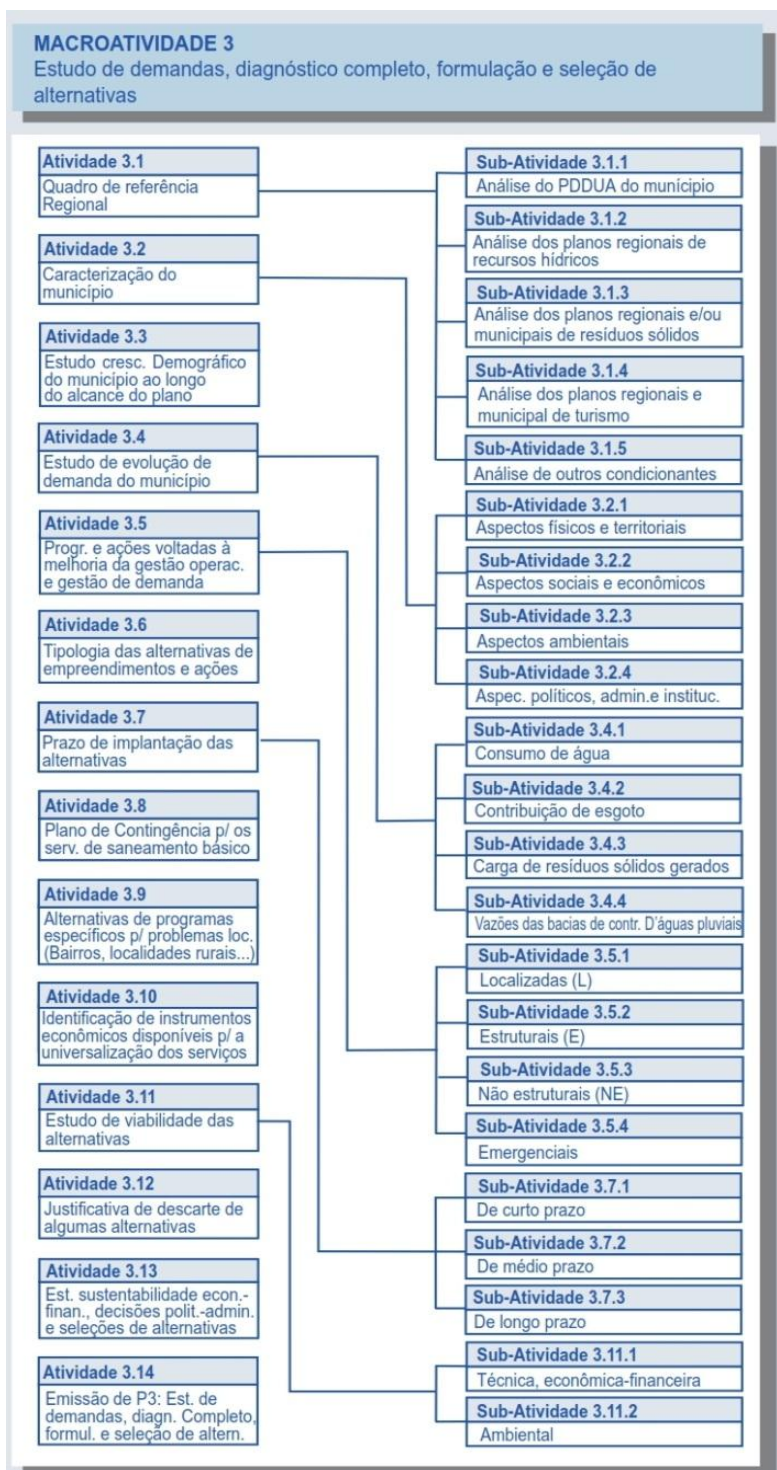 MACROATIVIDADE 3
Estudo de demandas, diagnóstico completo, formulação e seleção de
alternativas
Atividade 3.1
Quadro de referência
Regional
Atividade 3.2
Caracterização do
município
Atividade 3.3
Estudo cresc. Demográfico
do município ao longo
do alcance do plano
Atividade 3.4
Estudo de evolução de
demanda do município
Atividade 3.5
Progr. e ações voltadas à
melhoria da gestão operac.
e gestão de demanda
Atividade 3.6
Tipologia das alternativas de
empreendimentos e ações
Atividade 3.7
Prazo de implantação das
alternativas
Atividade 3.8
Plano de Contingência p/ os
serv. de saneamento básico
Atividade 3.9
Alternativas de programas
específicos p/ problemas loc.
(Bairros, localidades rurais...)
Atividade 3.10
Identificação de instrumentos
econômicos disponíveis p/ a
universalização dos serviços
Atividade 3.11
Estudo de viabilidade das
alternativas
Atividade 3.12
Justificativa de descarte de
algumas alternativas
Atividade 3.13
Est. sustentabilidade econ.-
finan., decisões polit.-admin.
e seleções de alternativas
Atividade 3.14
Emissão de P3: Est. de
demandas, diagn. Completo,
formul. e seleção de altern.
Sub-Atividade 3.1.1
Análise do PDDUA do munícipio
Sub-Atividade 3.1.2
Análise dos planos regionais de
recursos hídricos
Sub-Atividade 3.1.3
Análise dos planos regionais e/ou
municipais de resíduos sólidos
Sub-Atividade 3.1.4
Análise dos planos regionais e
municipal de turismo
Sub-Atividade 3.1.5
Análise de outros condicionantes
Sub-Atividade 3.2.1
Aspectos físicos e territoriais
Sub-Atividade 3.2.2
Aspectos sociais e econômicos
Sub-Atividade 3.2.3
Aspectos ambientais
Sub-Atividade 3.2.4
Aspec. políticos, admin.e instituc.
Sub-Atividade 3.4.1
Consumo de água
Sub-Atividade 3.4.2
Contribuição de esgoto
Sub-Atividade 3.4.3
Carga de resíduos sólidos gerados
Sub-Atividade 3.4.4
Vazões das bacias de contr. D'águas pluviais
Sub-Atividade 3.5.1
Localizadas (L)
Sub-Atividade 3.5.2
Estruturais (E)
Sub-Atividade 3.5.3
Não estruturais (NE)
Sub-Atividade 3.5.4
Emergenciais
Sub-Atividade 3.7.1
De curto prazo
Sub-Atividade 3.7.2
De médio prazo
Sub-Atividade 3.7.3
De longo prazo
Sub-Atividade 3.11.1
Técnica, econômica-financeira
Sub-Atividade 3.11.2
Ambiental